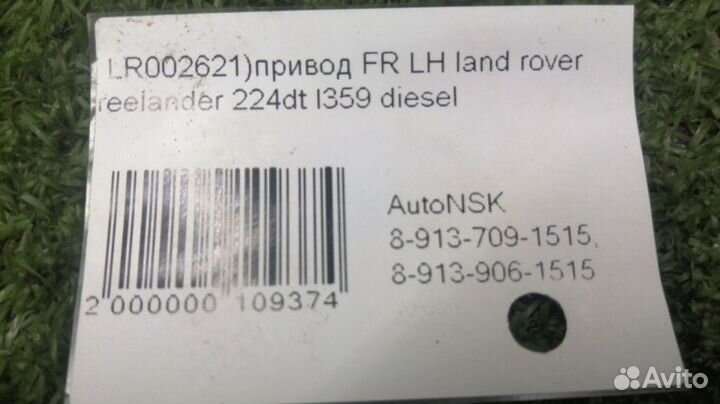 LR002621)привод FR LH land rover
reelander 224dt l359 diesel
AutoNSK
8-913-709-1515,
8-913-906-1515
2 000000 109374
Avito